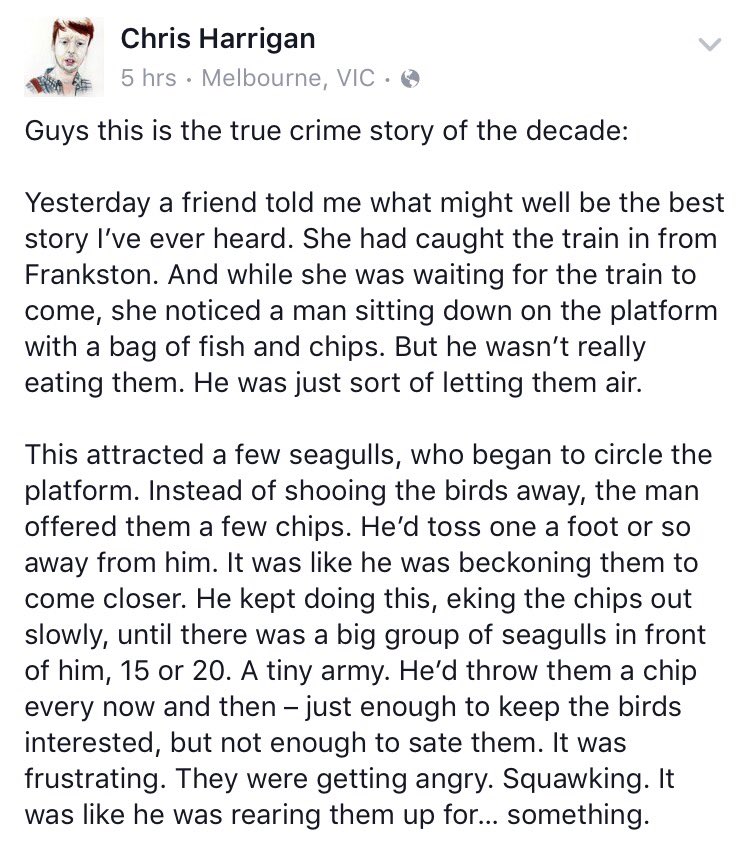 Chris Harrigan
5 hrs · Melbourne, VIC ·
Guys this is the true crime story of the decade:
Yesterday a friend told me what might well be the best
story I’ve ever heard. She had caught the train in from
Frankston. And while she was waiting for the train to
come, she noticed a man sitting down on the platform
with a bag of fish and chips. But he wasn’t really
eating them. He was just sort of letting them air.
This attracted a few seagulls, who began to circle the
platform. Instead of shooing the birds away, the man
offered them a few chips. He’d toss one a foot or so
away from him. It was like he was beckoning them to
come closer. He kept doing this, eking the chips out
slowly, until there was a big group of seagulls in front
of him, 15 or 20. A tiny army. He’d throw them a chip
every now and then – just enough to keep the birds
interested, but not enough to sate them. It was
frustrating. They were getting angry. Squawking. It
was like he was rearing them up for... something.